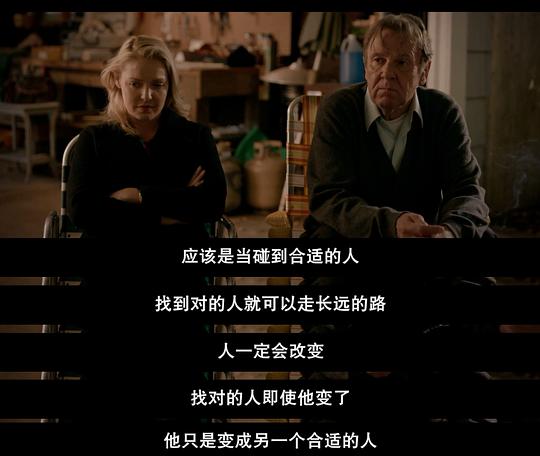 应该是当碰到合适的人
找到对的人就可以走长远的路
人一定会改变
找对的人即使他变了
他只是变成另一个合适的人